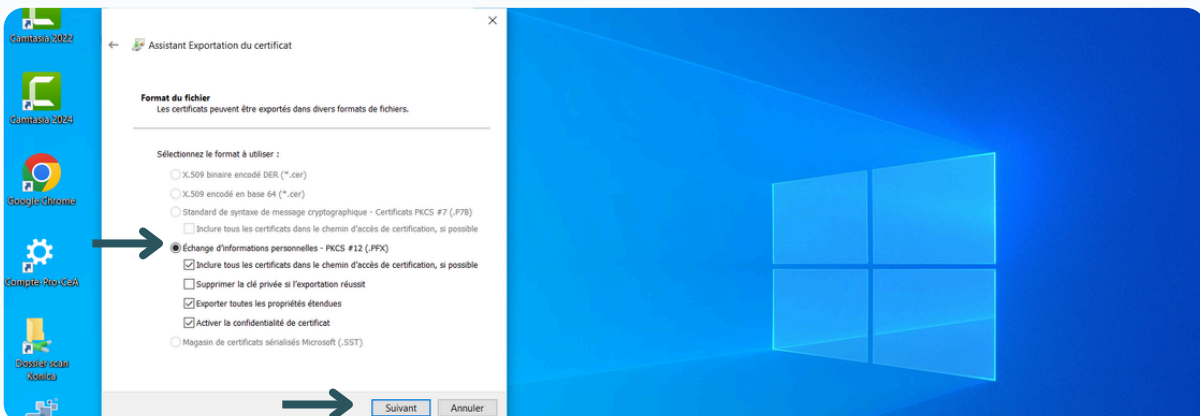 Camtasia 2022
Camtasia 2024
Google Chrome
Compte-Pro-CeA
Dossier scan
Konica
Assistant Exportation du certificat
Format du fichier
Les certificats peuvent être exportés dans divers formats de fichiers.
Sélectionnez le format à utiliser :
X.509 binaire encodé DER (*.cer)
X.509 encodé en base 64 (*.cer)
Standard de syntaxe de message cryptographique - Certificats PKCS #7 (.P7B)
Inclure tous les certificats dans le chemin d'accès de certification, si possible
Échange d'informations personnelles - PKCS #12 (.PFX)
Inclure tous les certificats dans le chemin d'accès de certification, si possible
Supprimer la clé privée si l'exportation réussit
Exporter toutes les propriétés étendues
Activer la confidentialité de certificat
Magasin de certificats sérialisés Microsoft (.SST)
Suivant
Annuler